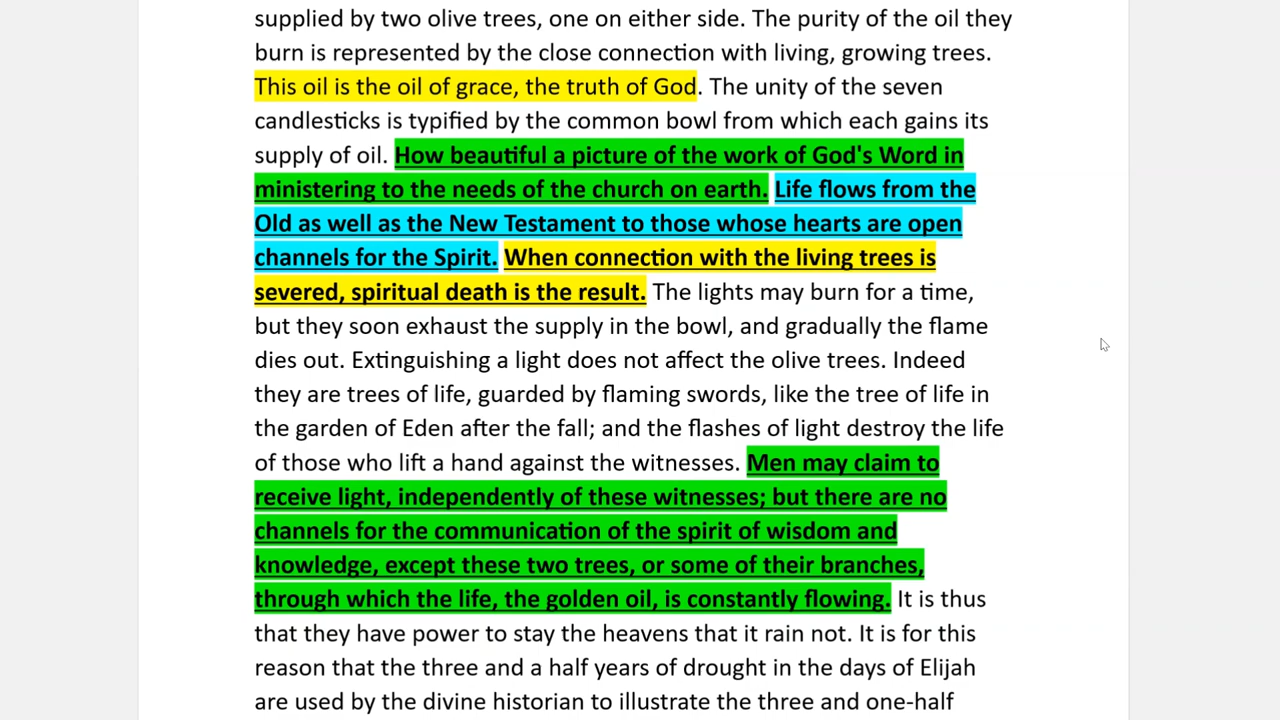 supplied by two olive trees, one on either side. The purity of the oil they
burn is represented by the close connection with living, growing trees.
This oil is the oil of grace, the truth of God. The unity of the seven
candlesticks is typified by the common bowl from which each gains its
supply of oil. How beautiful a picture of the work of God's Word in
ministering to the needs of the church on earth. Life flows from the
Old as well as the New Testament to those whose hearts are open
channels for the Spirit. When connection with the living trees is
severed, spiritual death is the result. The lights may burn for a time,
but they soon exhaust the supply in the bowl, and gradually the flame
dies out. Extinguishing a light does not affect the olive trees. Indeed
they are trees of life, guarded by flaming swords, like the tree of life in
the garden of Eden after the fall; and the flashes of light destroy the life
of those who lift a hand against the witnesses. Men may claim to
receive light, independently of these witnesses; but there are no
channels for the communication of the spirit of wisdom and
knowledge, except these two trees, or some of their branches,
through which the life, the golden oil, is constantly flowing. It is thus
that they have power to stay the heavens that it rain not. It is for this
reason that the three and a half years of drought in the days of Elijah
are used by the divine historian to illustrate the three and one-half